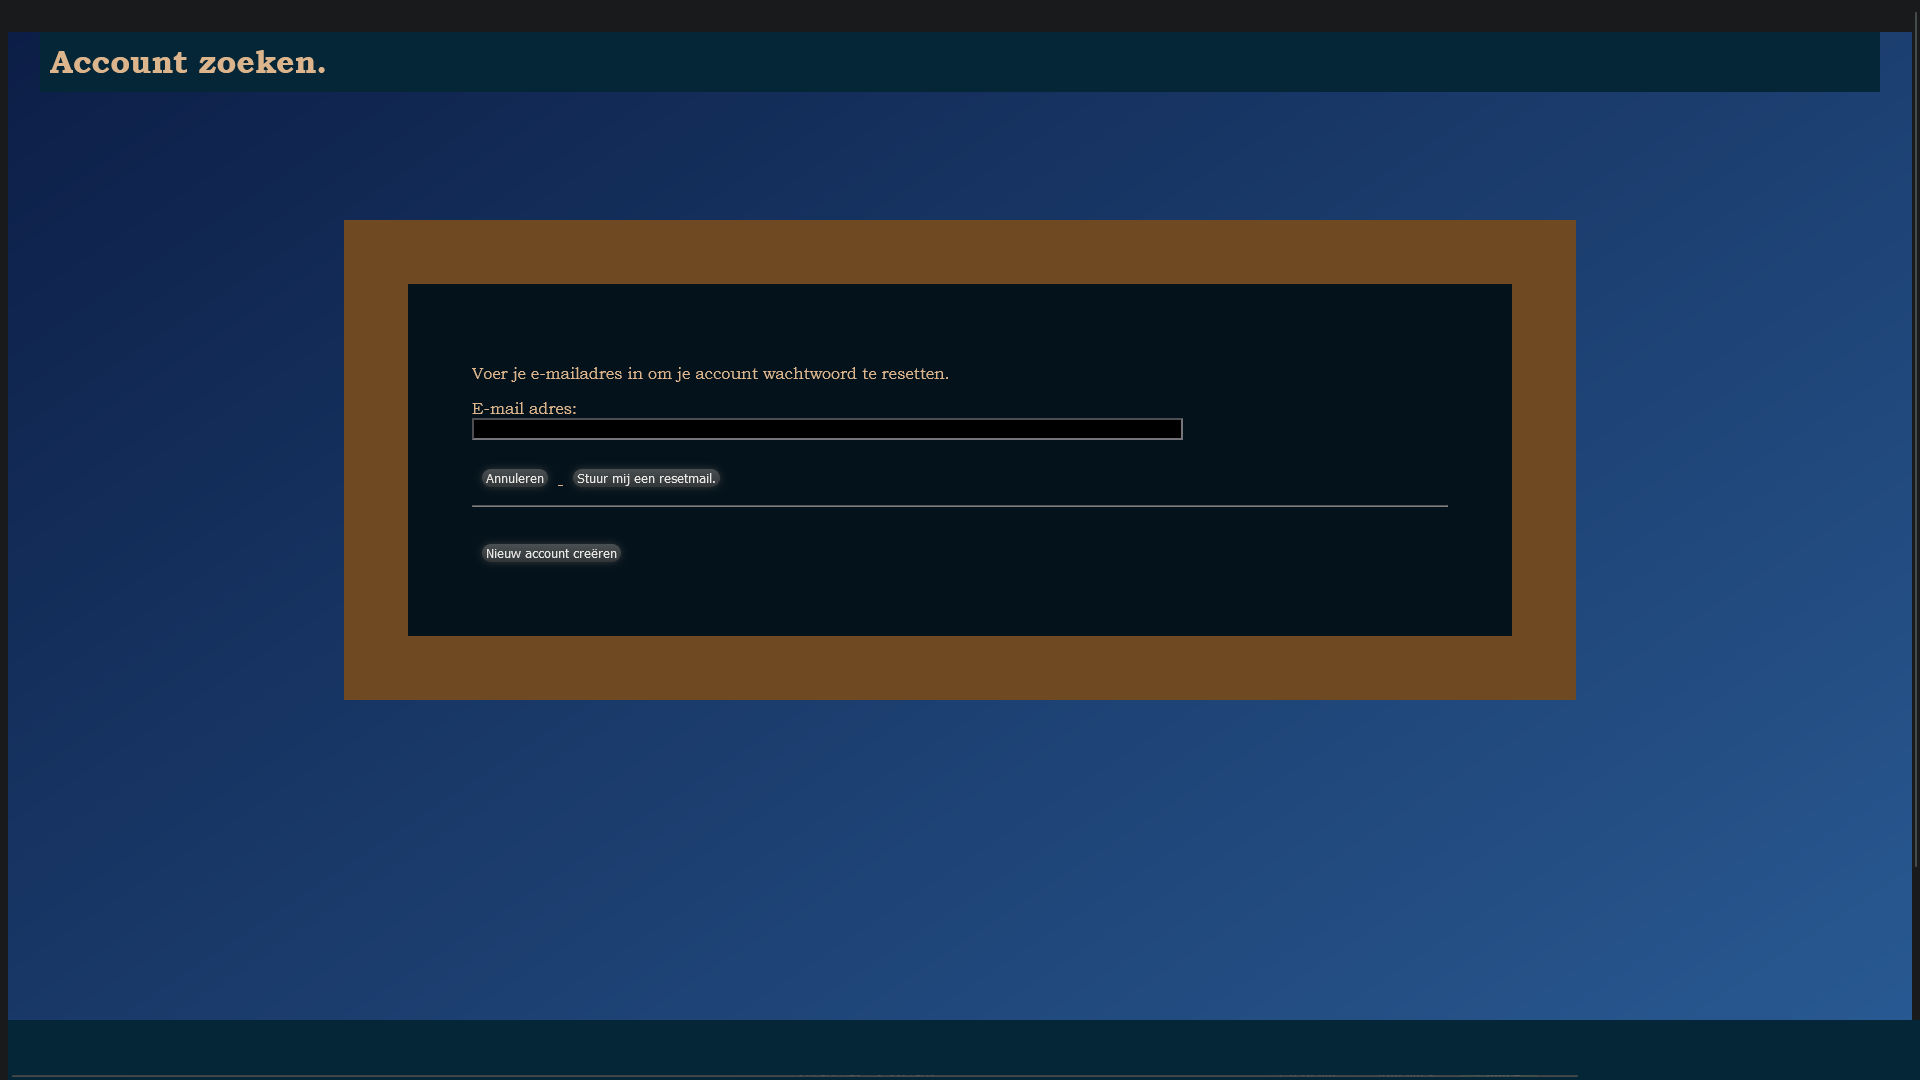 Account zoeken.
Voer je e-mailadres in om je account wachtwoord te resetten.
E-mail adres:
Annuleren _ Stuur mij een resetmail.
Nieuw account creëren